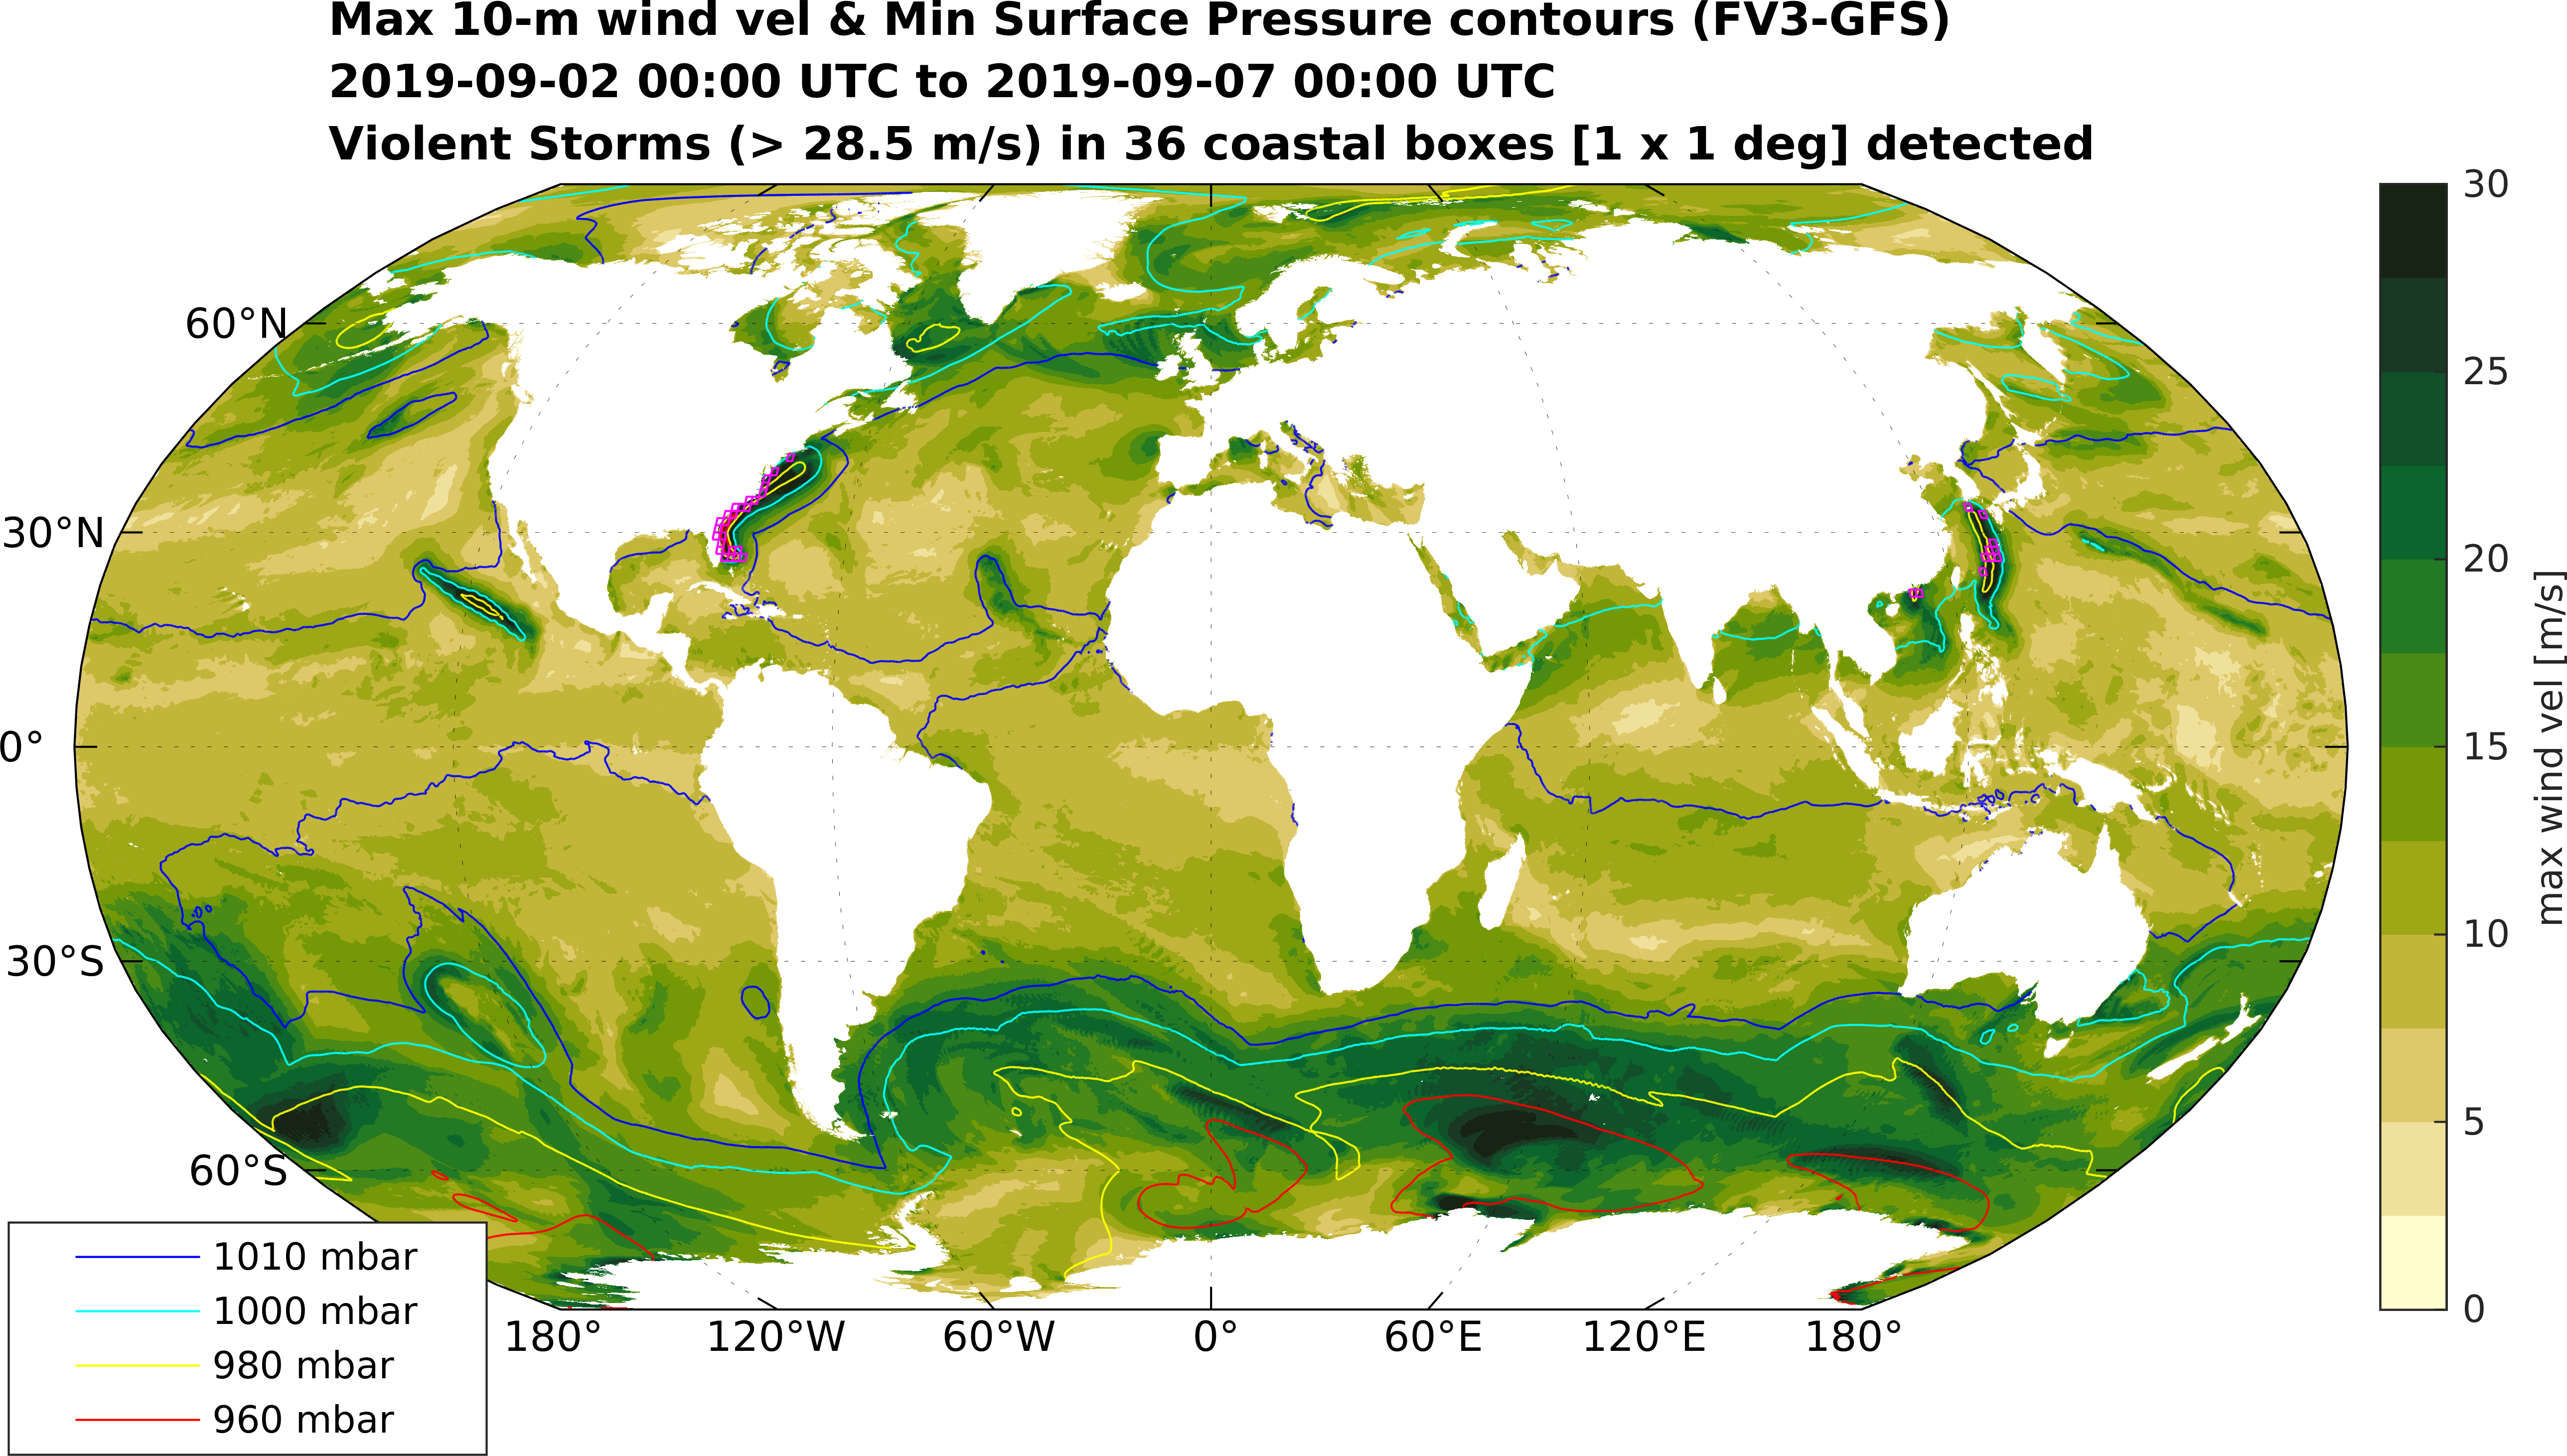 Max 10-m wind vel & Min Surface Pressure contours (FV3-GFS)
2019-09-02 00:00 UTC to 2019-09-07 00:00 UTC
Violent Storms (> 28.5 m/s) in 36 coastal boxes [1 x 1 deg] detected
60°N
30°N
0°
30°S
60°S
180°
120°W
60°W
0°
60°E
120°E
180°
1010 mbar
1000 mbar
980 mbar
960 mbar
30
25
20
15
10
5
0
max wind vel [m/s]